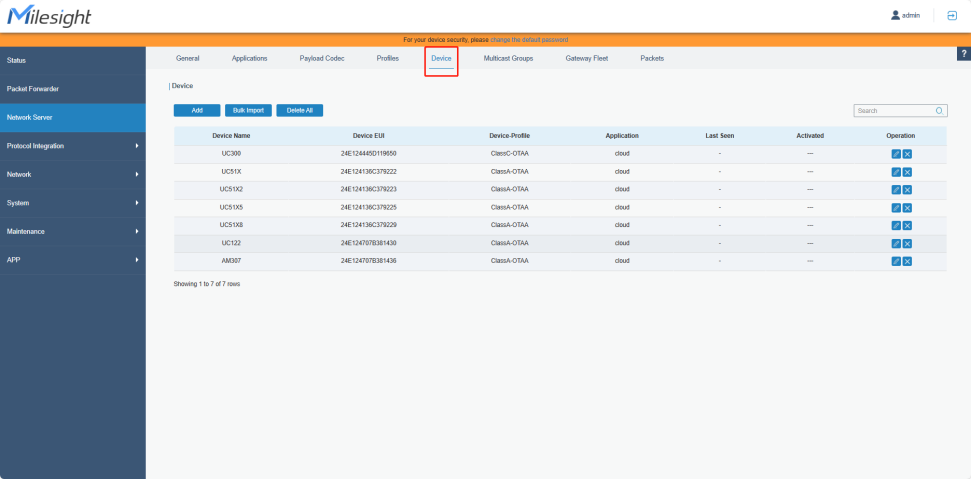 Milesight
admin
For your device security, please change the default password
Status
Packet Forwarder
Network Server
Protocol Integration
Network
System
Maintenance
APP
General Applications Payload Codec Profiles Device Multicast Groups Gateway Fleet Packets
?
Device
Add Bulk Import Delete All
Search
Device Name Device EUI Device-Profile Application Last Seen Activated Operation
UC300 24E124445D119650 ClassC-OTAA cloud - ---
UC51X 24E124136C379222 ClassA-OTAA cloud - ---
UC51X2 24E124136C379223 ClassA-OTAA cloud - ---
UC51X5 24E124136C379225 ClassA-OTAA cloud - ---
UC51X8 24E124136C379229 ClassA-OTAA cloud - ---
UC122 24E124707B381430 ClassA-OTAA cloud - ---
AM307 24E124707B381436 ClassA-OTAA cloud - ---
Showing 1 to 7 of 7 rows